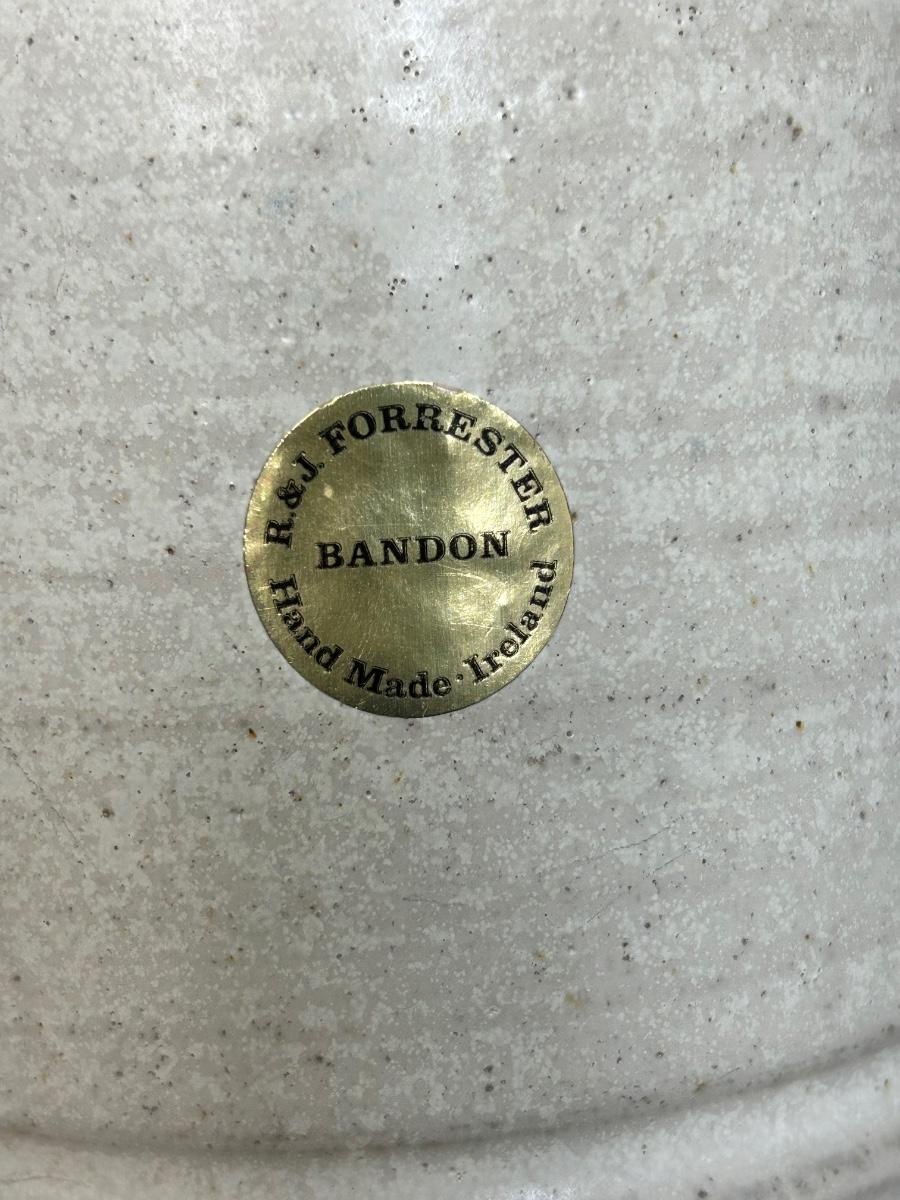 R.&J. FORRESTER
BANDON
Hand Made · Ireland